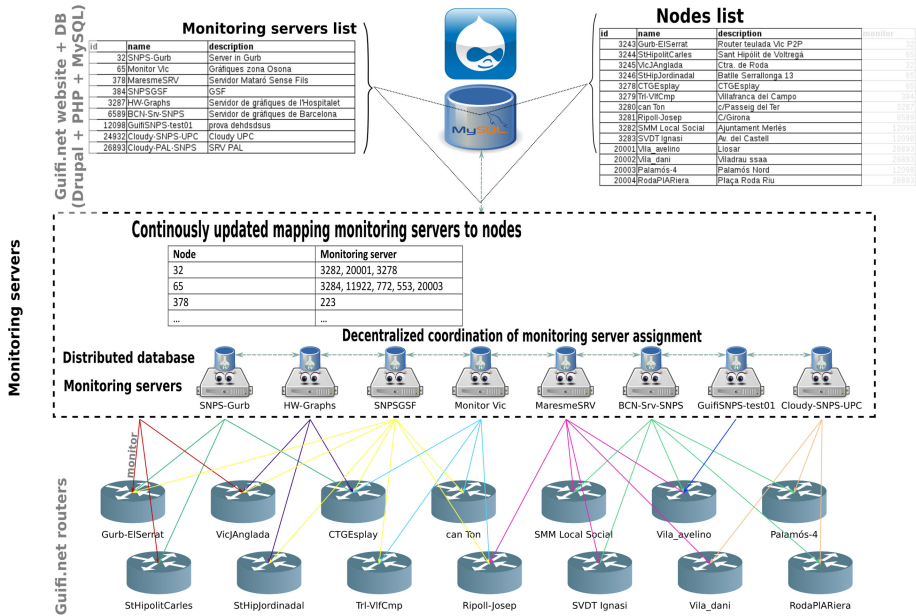 Guifi.net website + DB
(Drupal + PHP + MySQL)
Monitoring servers list
id name description
32 SNPS-Gurb Server in Gurb
65 Monitor Vic Gráfiques zona Osona
378 MaresmeSRV Servidor Mataró Sense Fils
384 SNPSGSF GSF
3287 HW-Graphs Servidor de gráfiques de l'Hospitalet
6589 BCN-Srv-SNPS Servidor de gráfiques de Barcelona
12098 GuifiSNPS-test01 prova dehdsdsus
24932 Cloudy-SNPS-UPC Cloudy UPC
26893 Cloudy-PAL-SNPS SRV PAL
MySQL
Nodes list
id name description monitor
3243 Gurb-ElSerrat Router teulada Vic P2P
3244 StHipolitCarles Sant Hipólit de Voltregá
3245 VicJAnglada Ctra. de Roda
3246 StHipJordinadal Batlle Serrallonga 13
3278 CTGEsplay CTGEsplay
3279 Trl-VlfCmp Villafranca del Campo
3280 can Ton c/Passeig del Ter
3281 Ripoll-Josep C/Girona
3282 SMM Local Social Ajuntament Merlés
3283 SVDT Ignasi Av. del Castell
20001 Vila_avelino Llosar
20002 Vila_dani Viladrau ssaa
20003 Palamós-4 Palamós Nord
20004 RodaPlARiera Plaça Roda Riu
Monitoring servers
Continously updated mapping monitoring servers to nodes
Node Monitoring server
32 3282, 20001, 3278
65 3284, 11922, 772, 553, 20003
378 223
... ...
Decentralized coordination of monitoring server assignment
Distributed database
Monitoring servers
SNPS-Gurb HW-Graphs SNPSGSF Monitor Vic MaresmeSRV BCN-Srv-SNPS GuifiSNPS-test01 Cloudy-SNPS-UPC
monitor
Guifi.net routers
Gurb-ElSerrat VicJAnglada CTGEsplay can Ton SMM Local Social Vila_avelino Palamós-4
StHipolitCarles StHipJordinadal Trl-VlfCmp Ripoll-Josep SVDT Ignasi Vila_dani RodaPlARiera